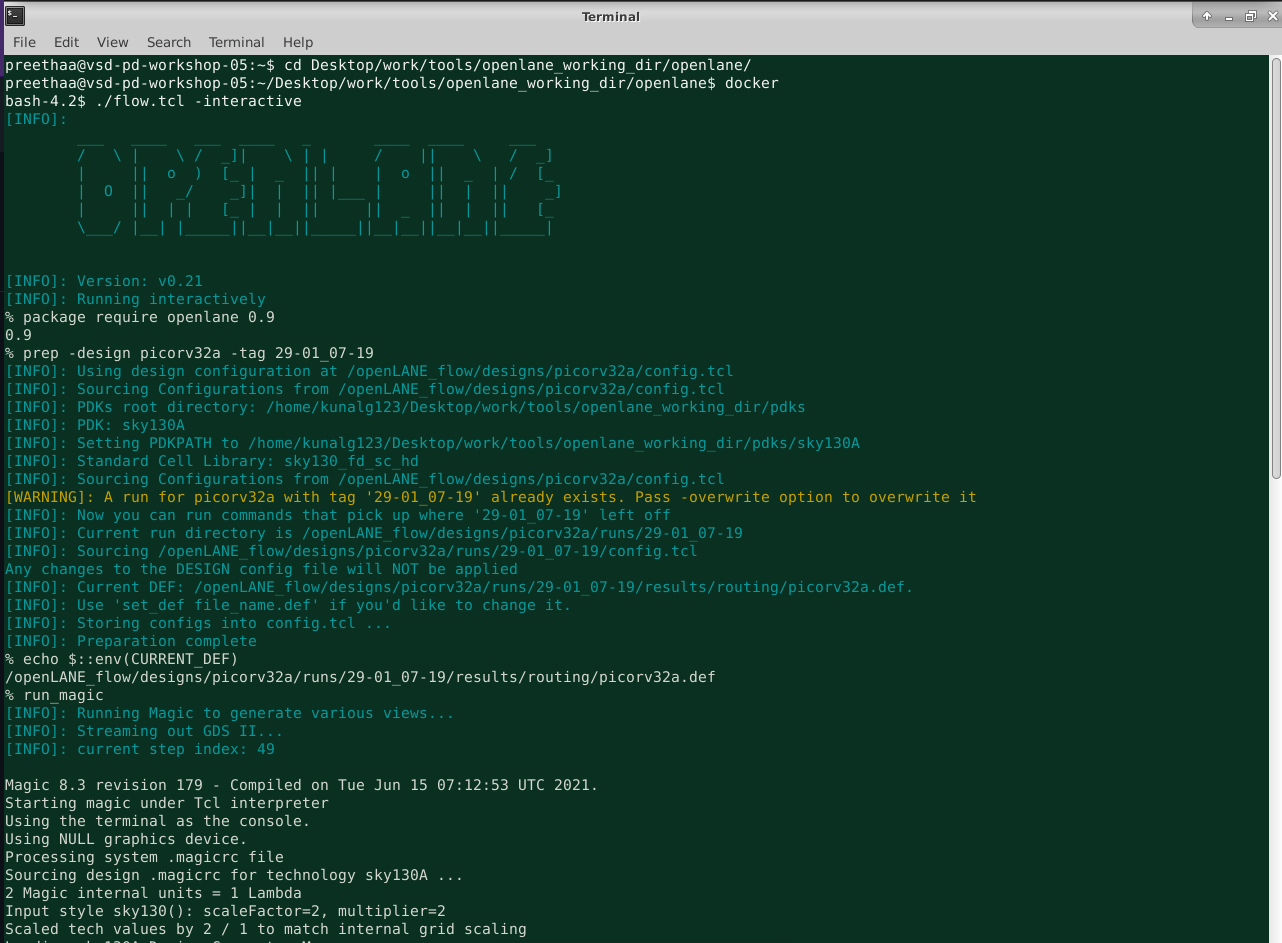 Terminal
File Edit View Search Terminal Help
preethaa@vsd-pd-workshop-05:~$ cd Desktop/work/tools/openlane_working_dir/openlane/
preethaa@vsd-pd-workshop-05:~/Desktop/work/tools/openlane_working_dir/openlane$ docker
bash-4.2$ ./flow.tcl -interactive
[INFO]:
OPENLANE
[INFO]: Version: v0.21
[INFO]: Running interactively
% package require openlane 0.9
0.9
% prep -design picorv32a -tag 29-01_07-19
[INFO]: Using design configuration at /openLANE_flow/designs/picorv32a/config.tcl
[INFO]: Sourcing Configurations from /openLANE_flow/designs/picorv32a/config.tcl
[INFO]: PDKs root directory: /home/kunalg123/Desktop/work/tools/openlane_working_dir/pdks
[INFO]: PDK: sky130A
[INFO]: Setting PDKPATH to /home/kunalg123/Desktop/work/tools/openlane_working_dir/pdks/sky130A
[INFO]: Standard Cell Library: sky130_fd_sc_hd
[INFO]: Sourcing Configurations from /openLANE_flow/designs/picorv32a/config.tcl
[WARNING]: A run for picorv32a with tag '29-01_07-19' already exists. Pass -overwrite option to overwrite it
[INFO]: Now you can run commands that pick up where '29-01_07-19' left off
[INFO]: Current run directory is /openLANE_flow/designs/picorv32a/runs/29-01_07-19
[INFO]: Sourcing /openLANE_flow/designs/picorv32a/runs/29-01_07-19/config.tcl
Any changes to the DESIGN config file will NOT be applied
[INFO]: Current DEF: /openLANE_flow/designs/picorv32a/runs/29-01_07-19/results/routing/picorv32a.def.
[INFO]: Use 'set_def file_name.def' if you'd like to change it.
[INFO]: Storing configs into config.tcl ...
[INFO]: Preparation complete
% echo $::env(CURRENT_DEF)
/openLANE_flow/designs/picorv32a/runs/29-01_07-19/results/routing/picorv32a.def
% run_magic
[INFO]: Running Magic to generate various views...
[INFO]: Streaming out GDS II...
[INFO]: current step index: 49
Magic 8.3 revision 179 - Compiled on Tue Jun 15 07:12:53 UTC 2021.
Starting magic under Tcl interpreter
Using the terminal as the console.
Using NULL graphics device.
Processing system .magicrc file
Sourcing design .magicrc for technology sky130A ...
2 Magic internal units = 1 Lambda
Input style sky130(): scaleFactor=2, multiplier=2
Scaled tech values by 2 / 1 to match internal grid scaling